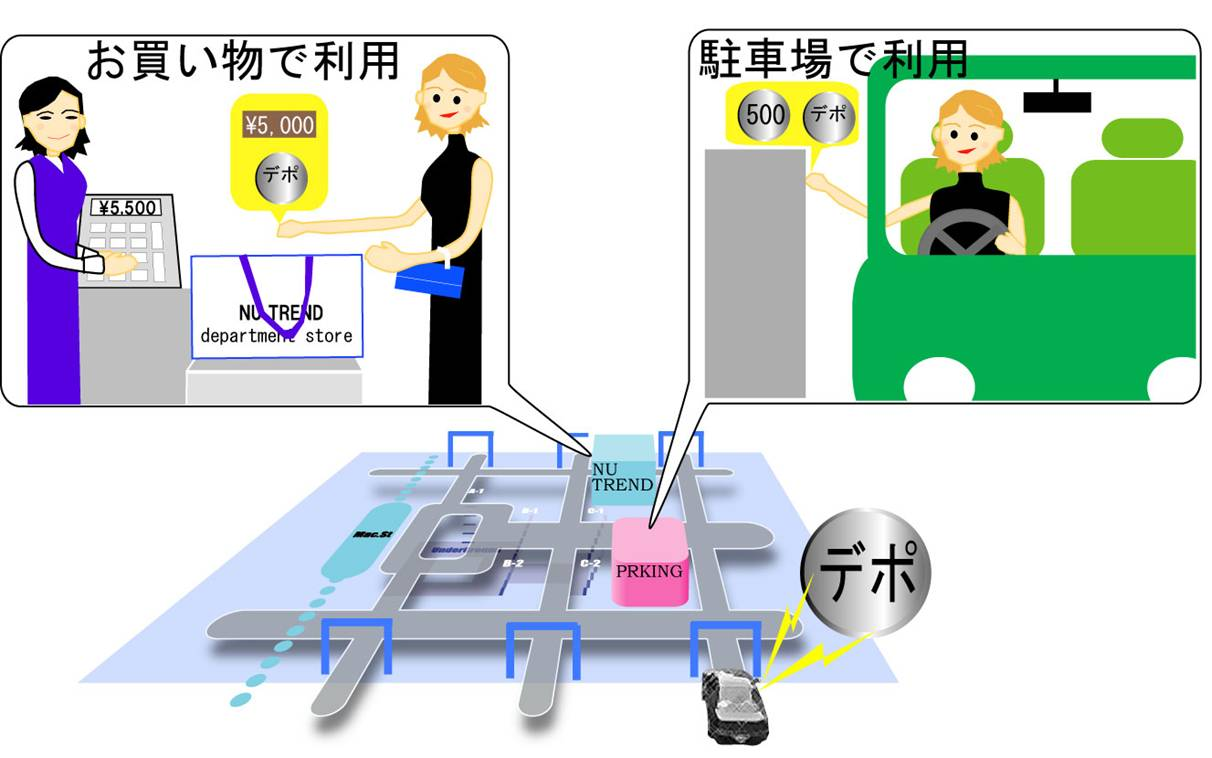 お買い物で利用
¥5,000
デポ
¥5.500
NU TREND
department store
駐車場で利用
500
デポ
NU
TREND
A-1
B-1
C-1
Mac.St
B-2
C-2
PRKING
デポ